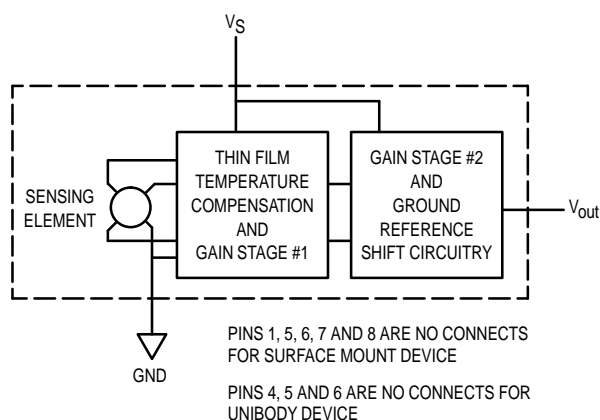 VS
SENSING
ELEMENT
THIN FILM
TEMPERATURE
COMPENSATION
AND
GAIN STAGE #1
GAIN STAGE #2
AND
GROUND
REFERENCE
SHIFT CIRCUITRY
Vout
GND
PINS 1, 5, 6, 7 AND 8 ARE NO CONNECTS
FOR SURFACE MOUNT DEVICE
PINS 4, 5 AND 6 ARE NO CONNECTS FOR
UNIBODY DEVICE